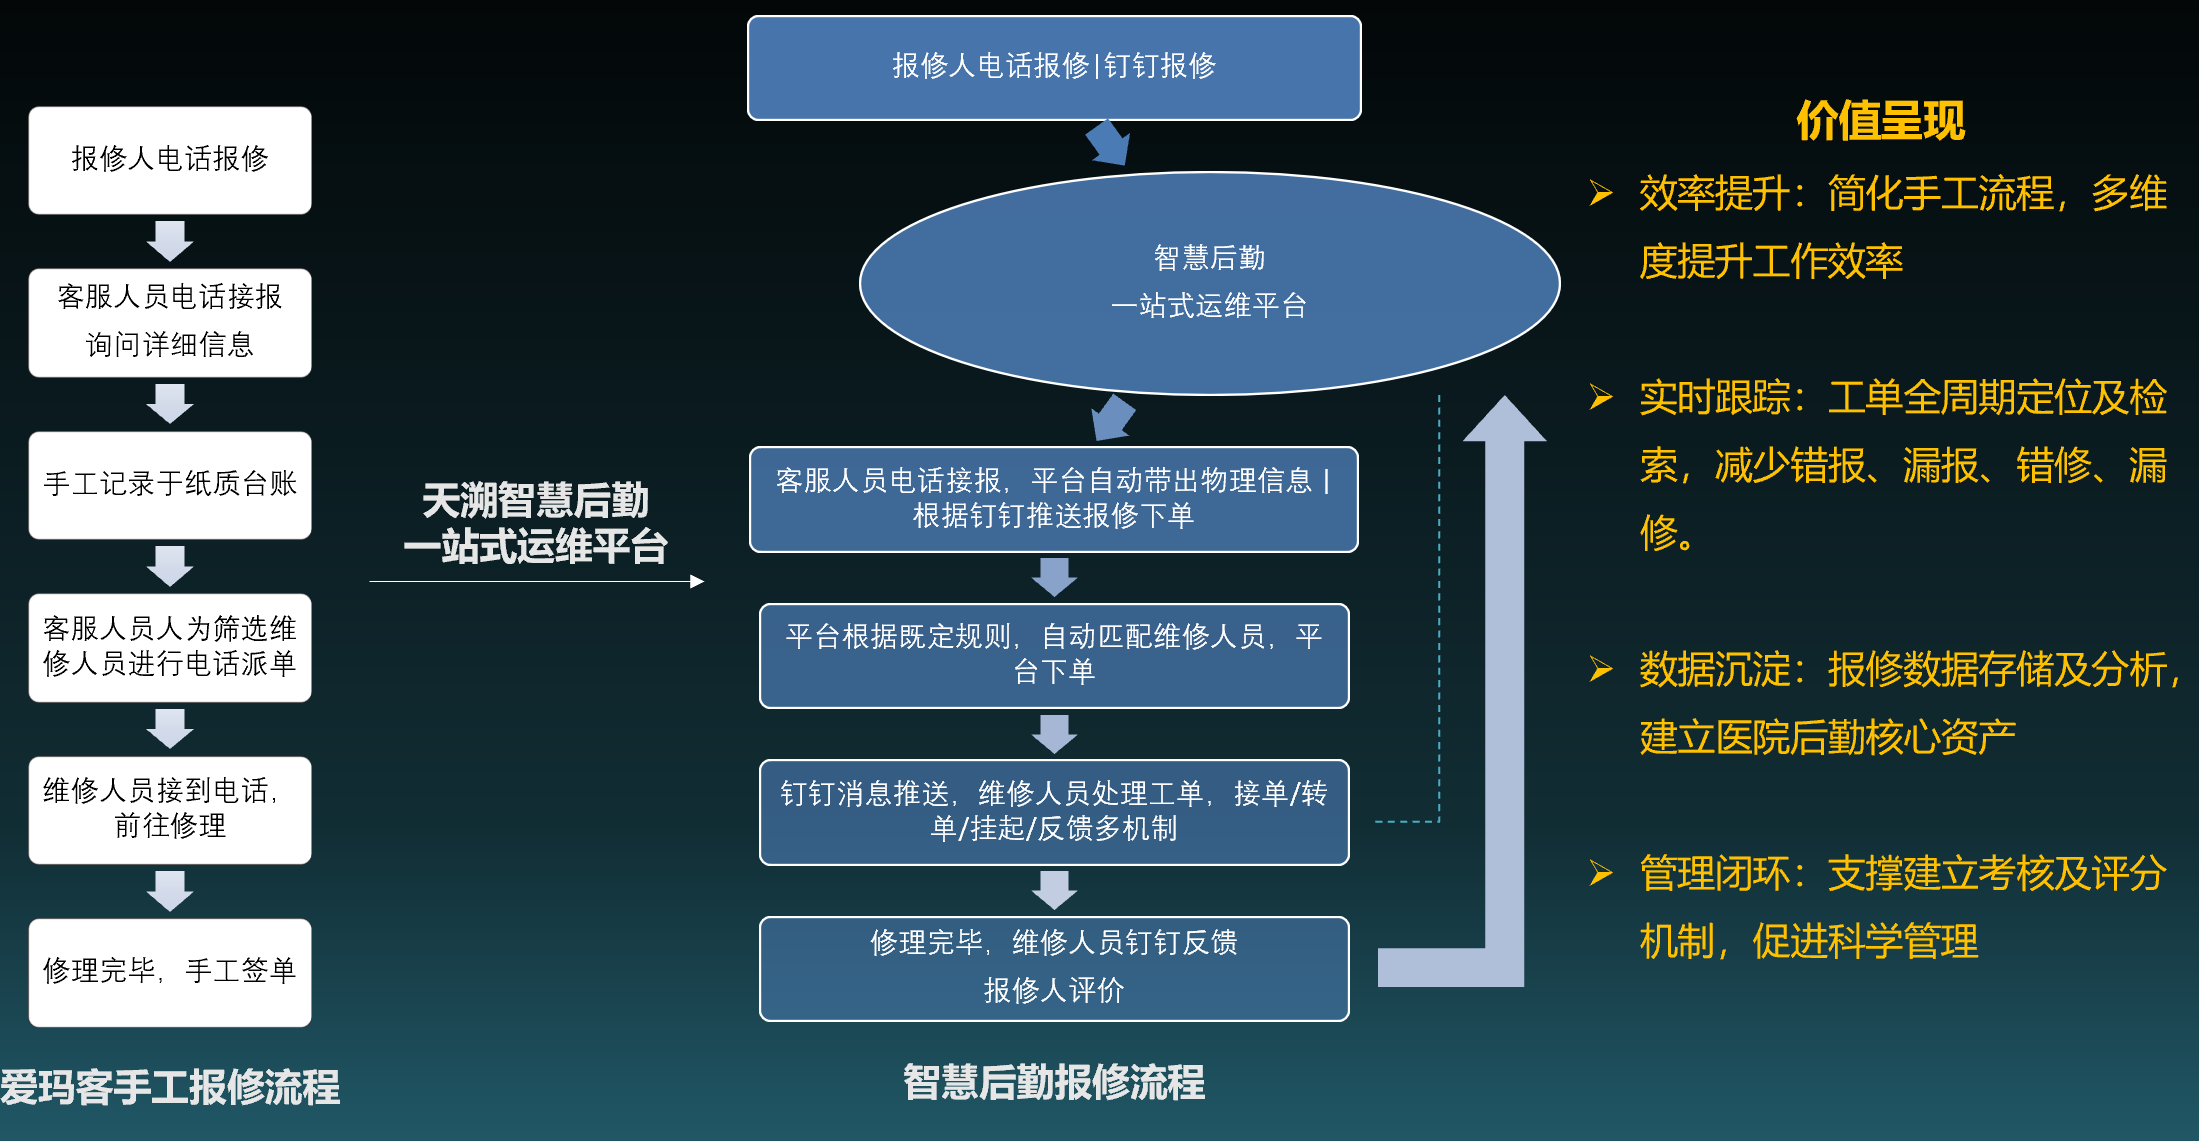 报修人电话报修
客服人员电话接报
询问详细信息
手工记录于纸质台账
客服人员人为筛选维
修人员进行电话派单
维修人员接到电话，
前往修理
修理完毕，手工签单
爱玛客手工报修流程
天溯智慧后勤
一站式运维平台
报修人电话报修|钉钉报修
智慧后勤
一站式运维平台
客服人员电话接报，平台自动带出物理信息 |
根据钉钉推送报修下单
平台根据既定规则，自动匹配维修人员，平
台下单
钉钉消息推送，维修人员处理工单，接单/转
单/挂起/反馈多机制
修理完毕，维修人员钉钉反馈
报修人评价
智慧后勤报修流程
价值呈现
效率提升：简化手工流程，多维
度提升工作效率
实时跟踪：工单全周期定位及检
索，减少错报、漏报、错修、漏
修。
数据沉淀：报修数据存储及分析，
建立医院后勤核心资产
管理闭环：支撑建立考核及评分
机制，促进科学管理